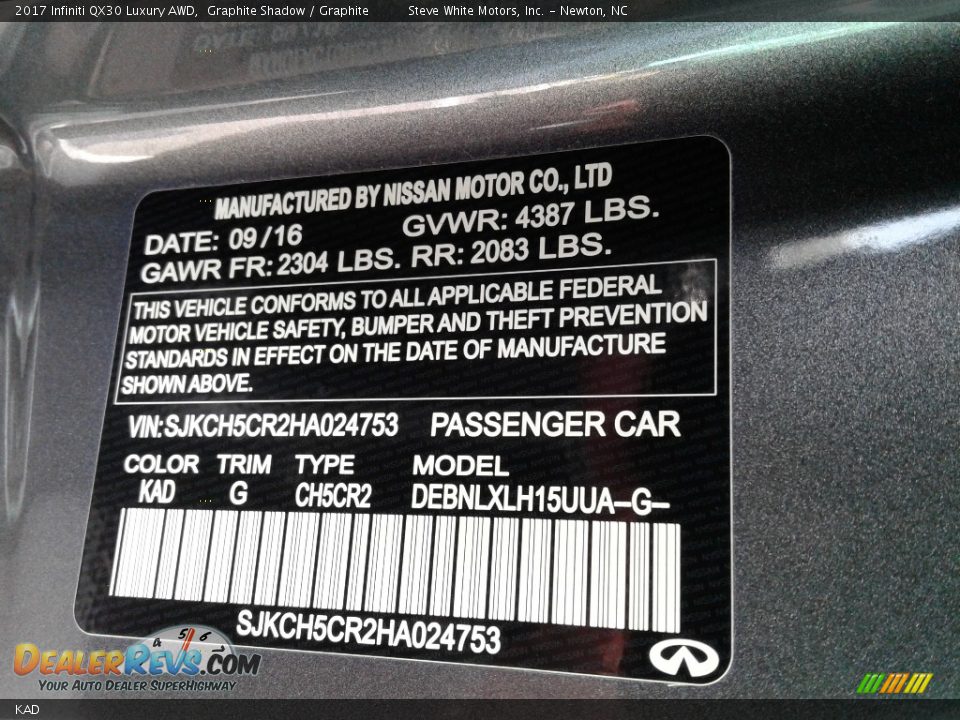 2017 Infiniti QX30 Luxury AWD,  Graphite Shadow / Graphite  Steve White Motors, Inc. - Newton, NC
MANUFACTURED BY NISSAN MOTOR CO., LTD
DATE: 09/16  GVWR: 4387 LBS.
GAWR FR: 2304 LBS. RR: 2083 LBS.
THIS VEHICLE CONFORMS TO ALL APPLICABLE FEDERAL
MOTOR VEHICLE SAFETY, BUMPER AND THEFT PREVENTION
STANDARDS IN EFFECT ON THE DATE OF MANUFACTURE
SHOWN ABOVE.
VIN: SJKCH5CR2HA024753  PASSENGER CAR
COLOR TRIM TYPE MODEL
KAD G CH5CR2 DEBNLXLH15UUA-G-
SJKCH5CR2HA024753
4 5 6
DEALERREVS.COM
YOUR AUTO DEALER SUPERHIGHWAY
KAD